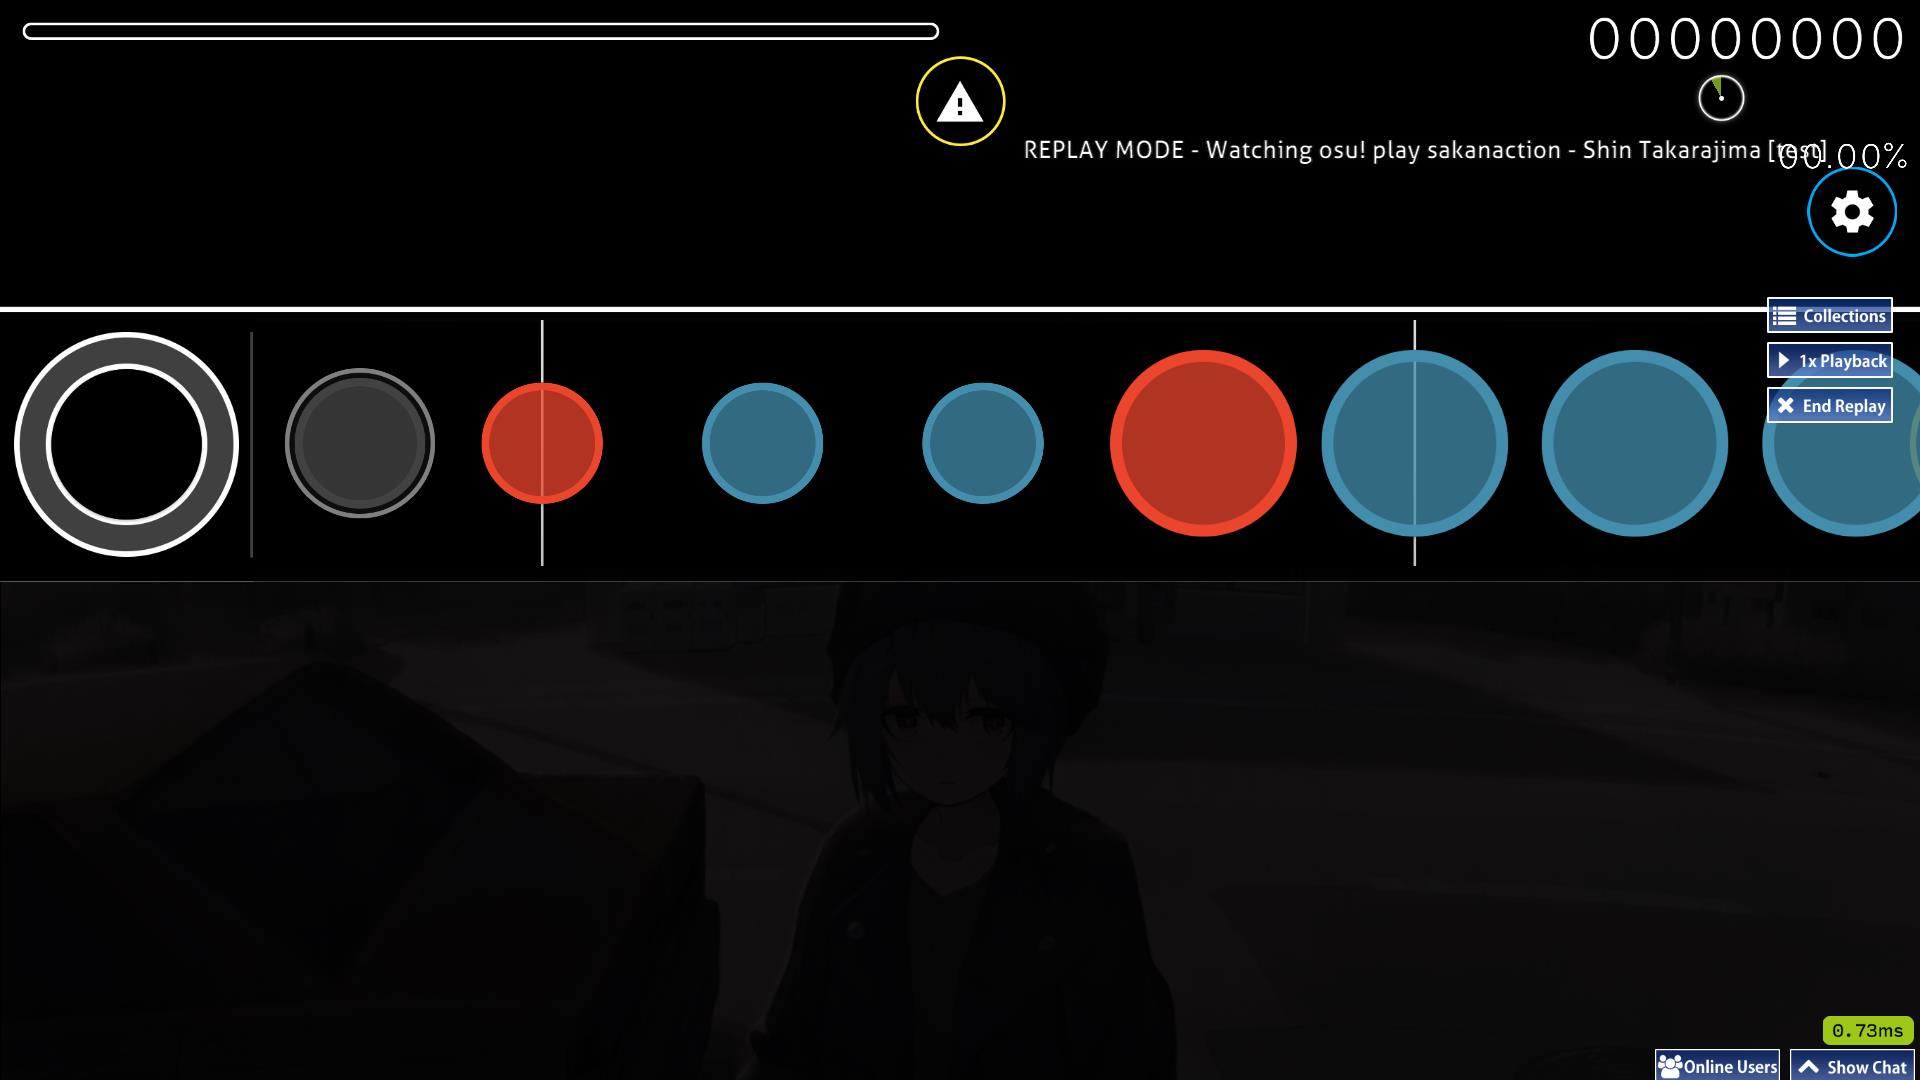 00000000
REPLAY MODE - Watching osu! play sakanaction - Shin Takarajima [test]
00.00%
Collections
1x Playback
End Replay
0.73ms
Online Users
Show Chat